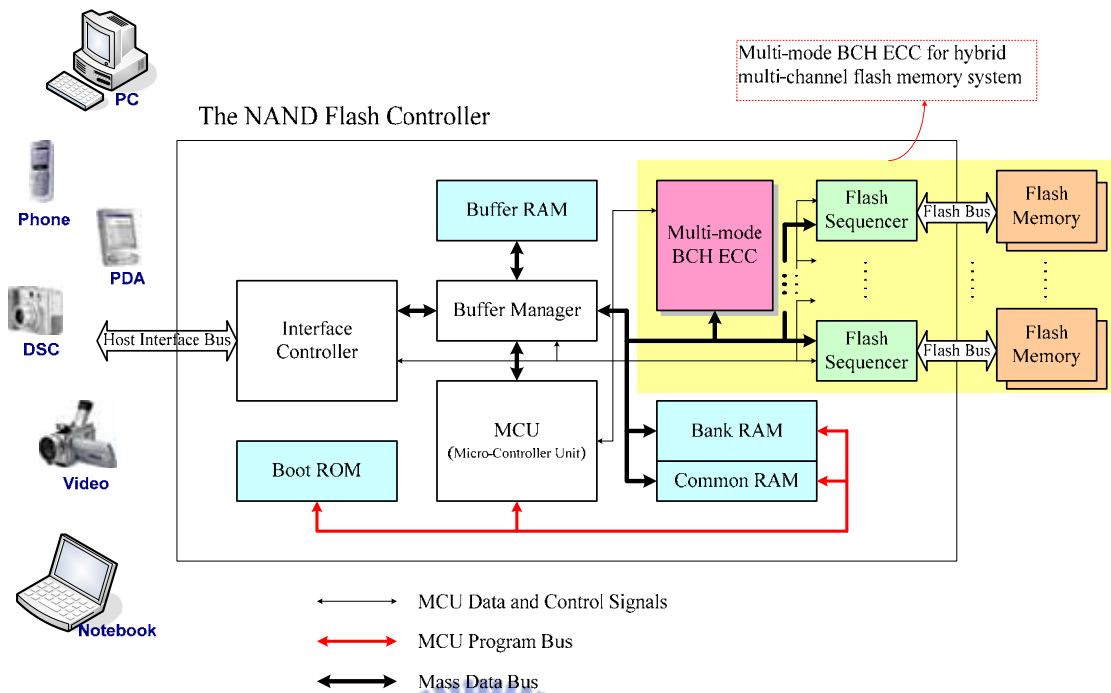 Multi-mode BCH ECC for hybrid
multi-channel flash memory system
PC
The NAND Flash Controller
Phone
PDA
DSC
Video
Notebook
Host Interface Bus
Interface
Controller
Buffer RAM
Buffer Manager
MCU
(Micro-Controller Unit)
Boot ROM
Multi-mode
BCH ECC
Flash
Sequencer
Flash Bus
Flash
Memory
Flash
Sequencer
Flash Bus
Flash
Memory
Bank RAM
Common RAM
MCU Data and Control Signals
MCU Program Bus
Mass Data Bus